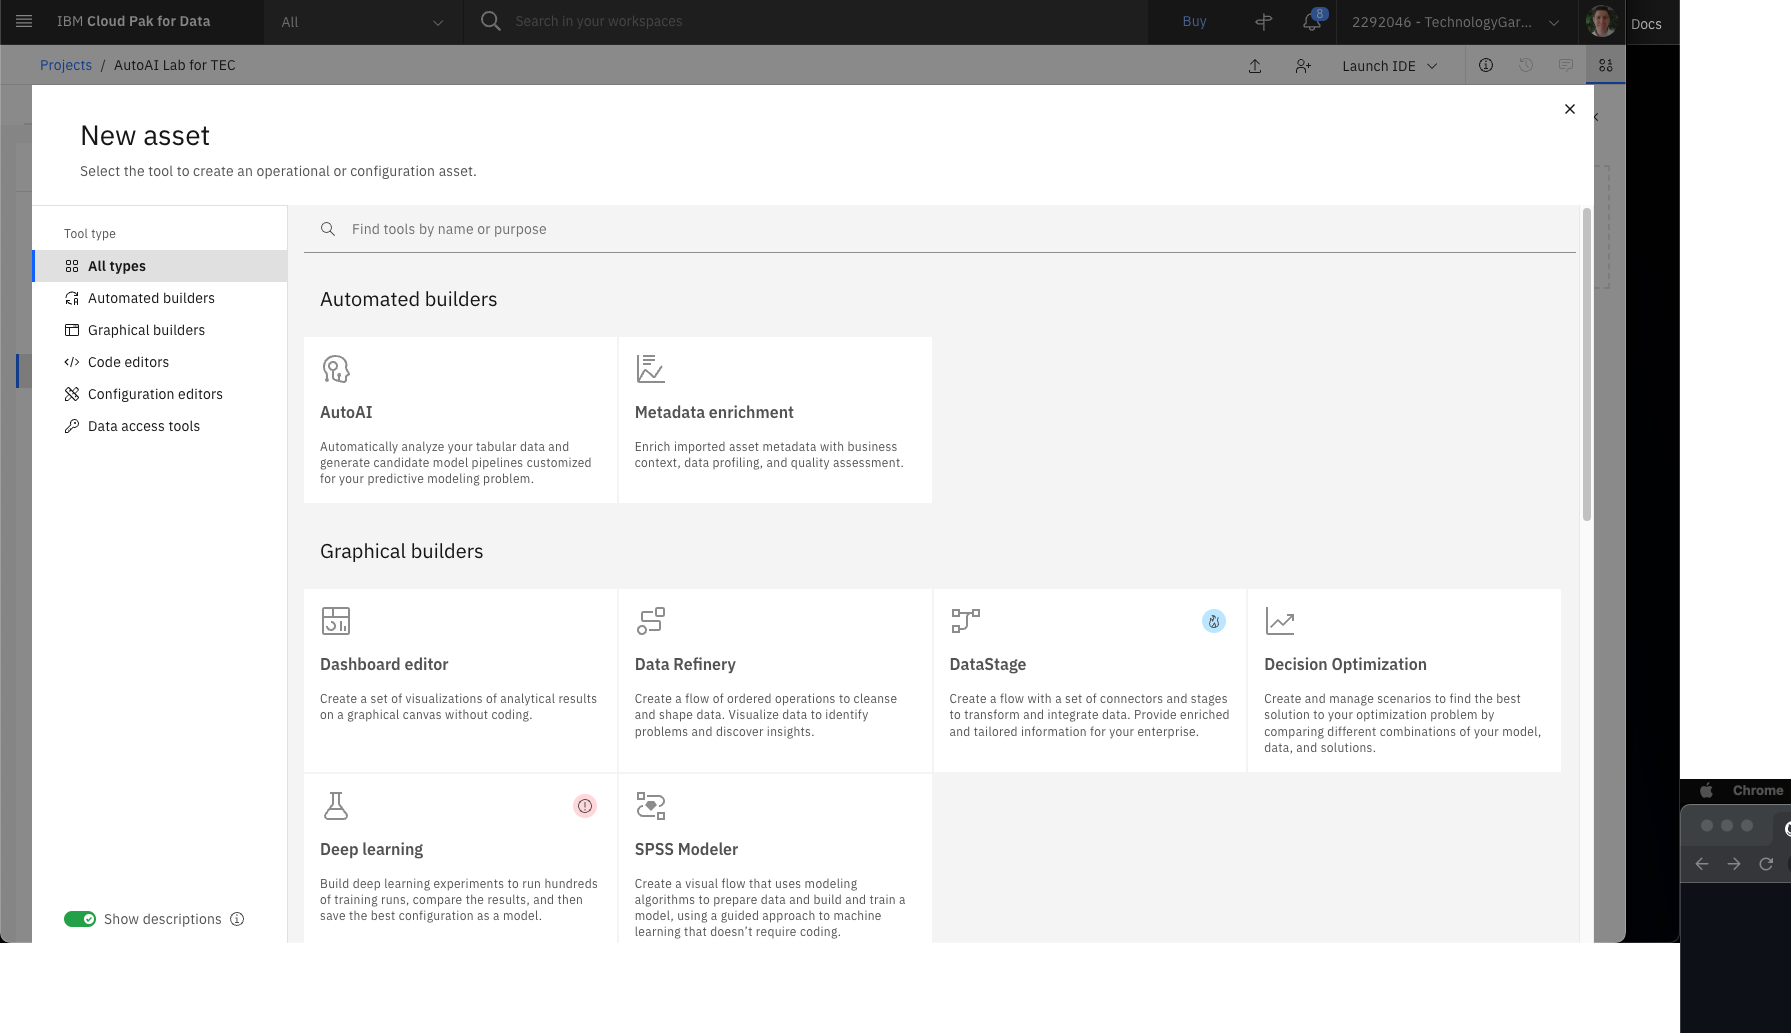 IBM Cloud Pak for Data
All
Search in your workspaces
Buy
8
2292046 - TechnologyGar...
Docs
Projects / AutoAI Lab for TEC
Launch IDE
New asset
Select the tool to create an operational or configuration asset.
Tool type
All types
Automated builders
Graphical builders
Code editors
Configuration editors
Data access tools
Show descriptions
Find tools by name or purpose
Automated builders
AutoAI
Automatically analyze your tabular data and
generate candidate model pipelines customized
for your predictive modeling problem.
Metadata enrichment
Enrich imported asset metadata with business
context, data profiling, and quality assessment.
Graphical builders
Dashboard editor
Create a set of visualizations of analytical results
on a graphical canvas without coding.
Data Refinery
Create a flow of ordered operations to cleanse
and shape data. Visualize data to identify
problems and discover insights.
DataStage
Create a flow with a set of connectors and stages
to transform and integrate data. Provide enriched
and tailored information for your enterprise.
Decision Optimization
Create and manage scenarios to find the best
solution to your optimization problem by
comparing different combinations of your model,
data, and solutions.
Deep learning
Build deep learning experiments to run hundreds
of training runs, compare the results, and then
save the best configuration as a model.
SPSS Modeler
Create a visual flow that uses modeling
algorithms to prepare data and build and train a
model, using a guided approach to machine
learning that doesn’t require coding.
Chrome